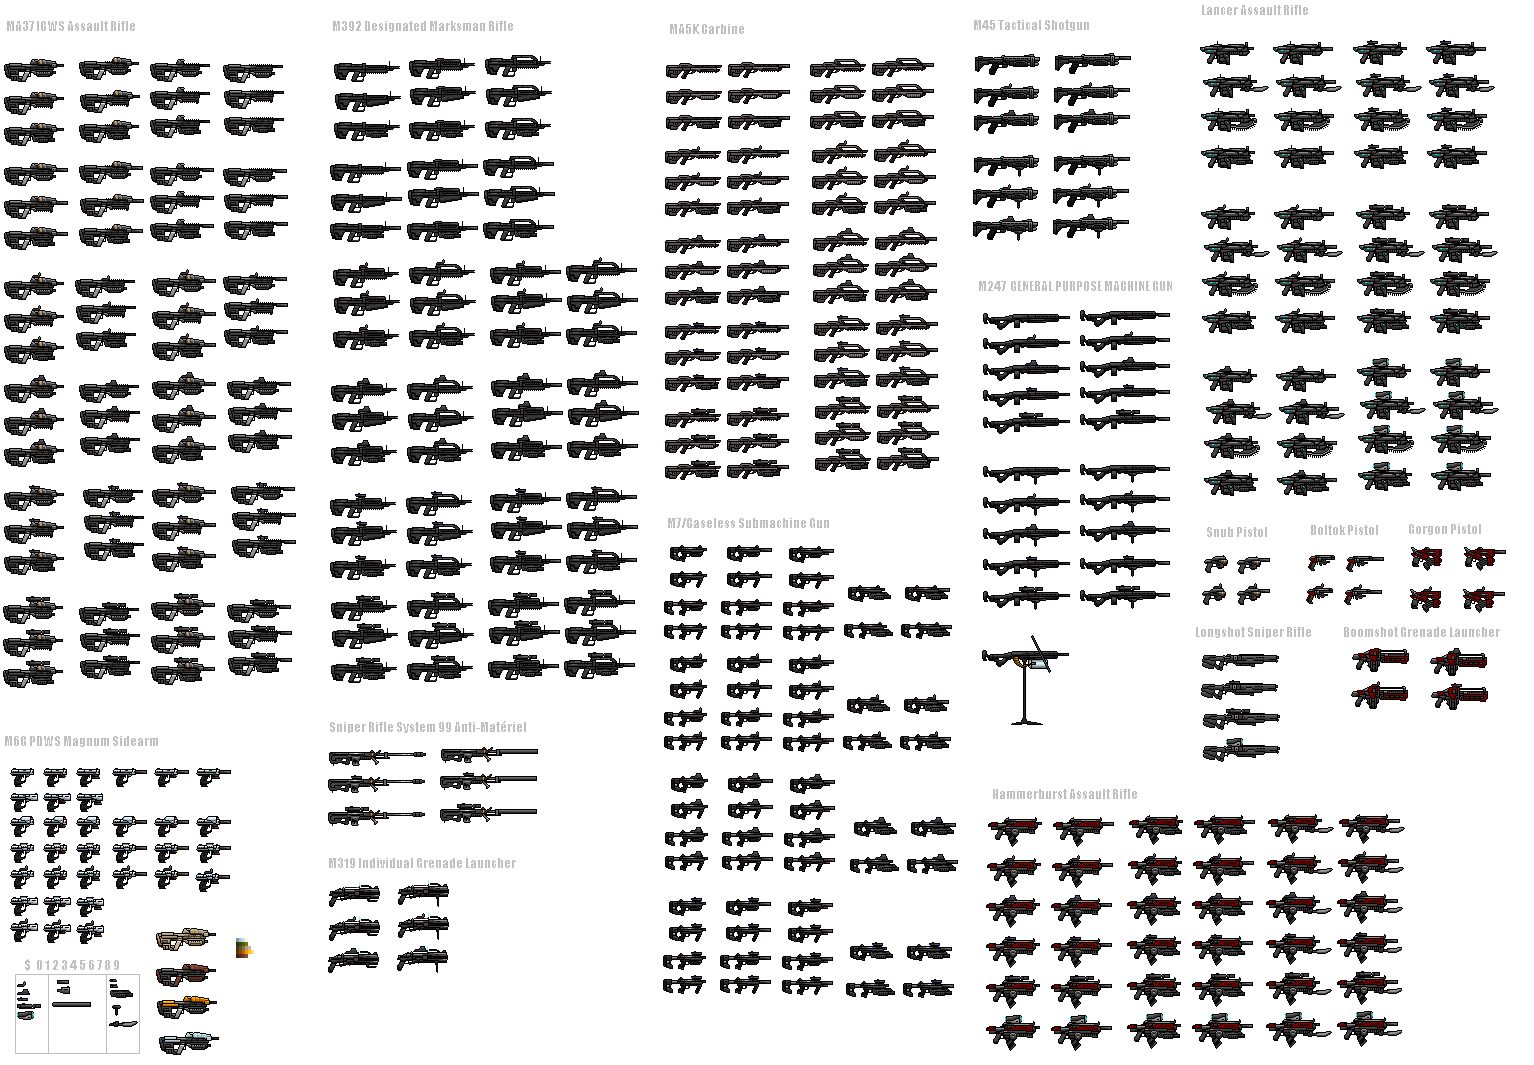 MA37 ICWS Assault Rifle
M392 Designated Marksman Rifle
MA5K Carbine
M45 Tactical Shotgun
Lancer Assault Rifle
M247 GENERAL PURPOSE MACHINE GUN
M7/Caseless Submachine Gun
Snub Pistol
Boltok Pistol
Gorgon Pistol
Longshot Sniper Rifle
Boomshot Grenade Launcher
M6G PDWS Magnum Sidearm
Sniper Rifle System 99 Anti-Matériel
M319 Individual Grenade Launcher
Hammerburst Assault Rifle
$ 0 1 2 3 4 5 6 7 8 9